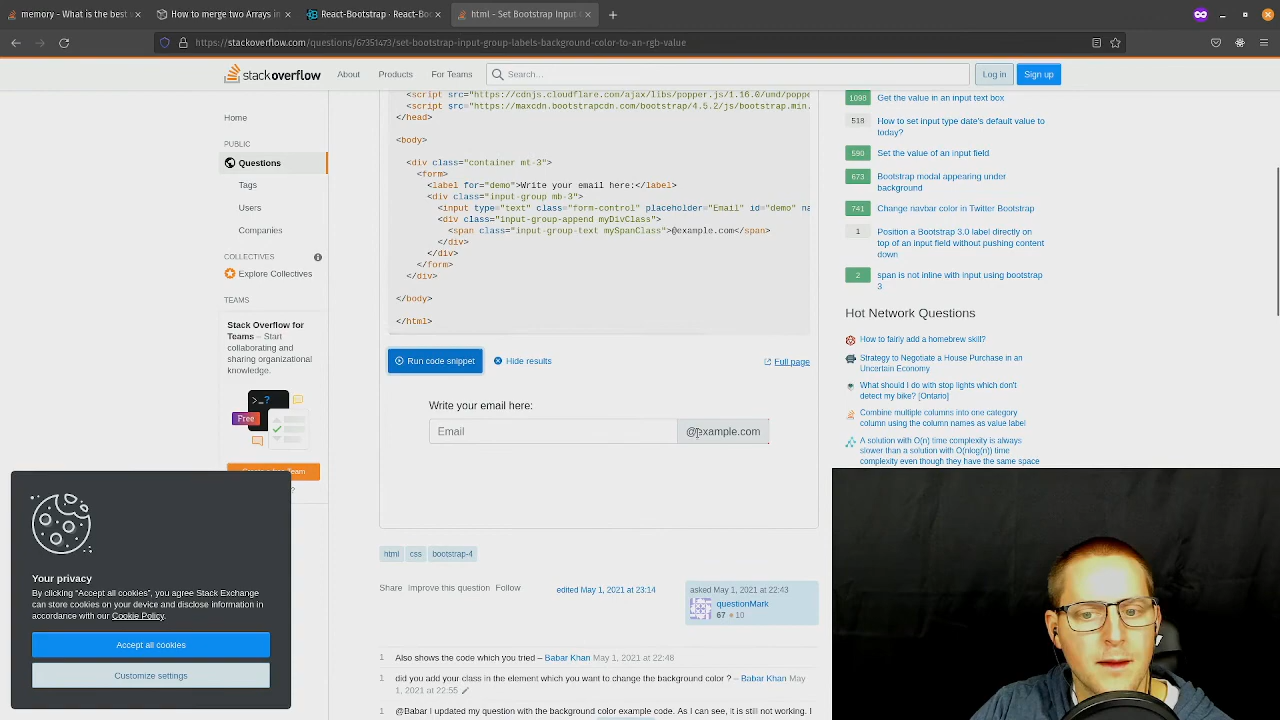 memory - What is the best w
How to merge two Arrays in
React-Bootstrap · React-Bo
html - Set Bootstrap Input
https://stackoverflow.com/questions/67351473/set-bootstrap-input-group-labels-background-color-to-an-rgb-value
stack overflow
About
Products
For Teams
Search…
Log in
Sign up
Home
PUBLIC
Questions
Tags
Users
Companies
COLLECTIVES
Explore Collectives
TEAMS
Stack Overflow for
Teams – Start
collaborating and
sharing organizational
knowledge.
>_?
Free
<script src="https://cdnjs.cloudflare.com/ajax/libs/popper.js/1.16.0/umd/poppe
<script src="https://maxcdn.bootstrapcdn.com/bootstrap/4.5.2/js/bootstrap.min.
</head>
<body>
<div class="container mt-3">
<form>
<label for="demo">Write your email here:</label>
<div class="input-group mb-3">
<input type="text" class="form-control" placeholder="Email" id="demo" na
<div class="input-group-append myDivClass">
<span class="input-group-text mySpanClass">@example.com</span>
</div>
</div>
</form>
</div>
</body>
</html>
Run code snippet
Hide results
Full page
Write your email here:
Email
@example.com
html
css
bootstrap-4
Share
Improve this question
Follow
edited May 1, 2021 at 23:14
asked May 1, 2021 at 22:43
questionMark
67 10
1 Also shows the code which you tried – Babar Khan May 1, 2021 at 22:48
1 did you add your class in the element which you want to change the background color ? – Babar Khan May
1, 2021 at 22:55
1 @Babar I updated my question with the background color example code. As I can see, it is still not working. I
1098 Get the value in an input text box
518 How to set input type date's default value to
today?
590 Set the value of an input field
673 Bootstrap modal appearing under
background
741 Change navbar color in Twitter Bootstrap
1 Position a Bootstrap 3.0 label directly on
top of an input field without pushing content
down
2 span is not inline with input using bootstrap
3
Hot Network Questions
How to fairly add a homebrew skill?
Strategy to Negotiate a House Purchase in an
Uncertain Economy
What should I do with stop lights which don't
detect my bike? [Ontario]
Combine multiple columns into one category
column using the column names as value label
A solution with O(n) time complexity is always
slower than a solution with O(nlog(n)) time
complexity even though they have the same space
Your privacy
By clicking “Accept all cookies”, you agree Stack Exchange
can store cookies on your device and disclose information in
accordance with our Cookie Policy.
Accept all cookies
Customize settings